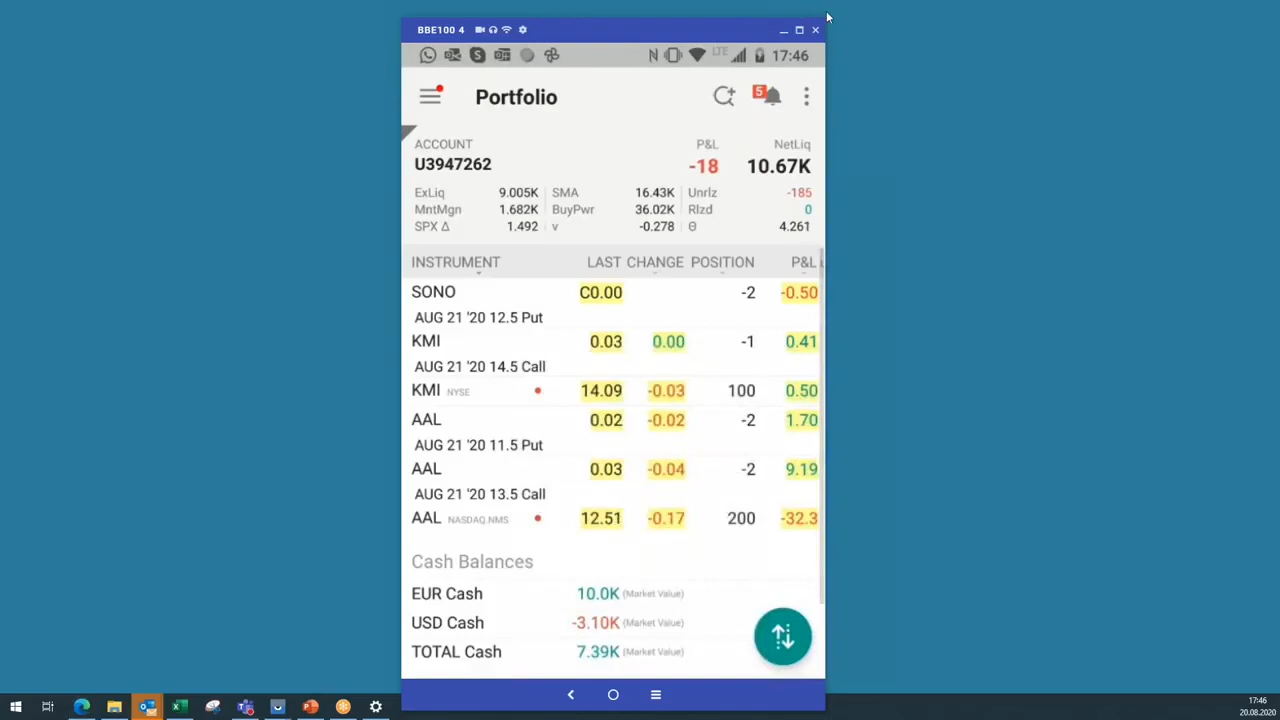 BBE100 4
LTE 17:46
Portfolio
5
ACCOUNT P&L NetLiq
U3947262 -18 10.67K
ExLiq 9.005K SMA 16.43K Unrlz -185
MntMgn 1.682K BuyPwr 36.02K Rlzd 0
SPX Δ 1.492 v -0.278 Θ 4.261
INSTRUMENT LAST CHANGE POSITION P&L
SONO C0.00 -2 -0.50
AUG 21 '20 12.5 Put
KMI 0.03 0.00 -1 0.41
AUG 21 '20 14.5 Call
KMI NYSE 14.09 -0.03 100 0.50
AAL 0.02 -0.02 -2 1.70
AUG 21 '20 11.5 Put
AAL 0.03 -0.04 -2 9.19
AUG 21 '20 13.5 Call
AAL NASDAQ.NMS 12.51 -0.17 200 -32.3
Cash Balances
EUR Cash 10.0K (Market Value)
USD Cash -3.10K (Market Value)
TOTAL Cash 7.39K (Market Value)
17:46
20.08.2020